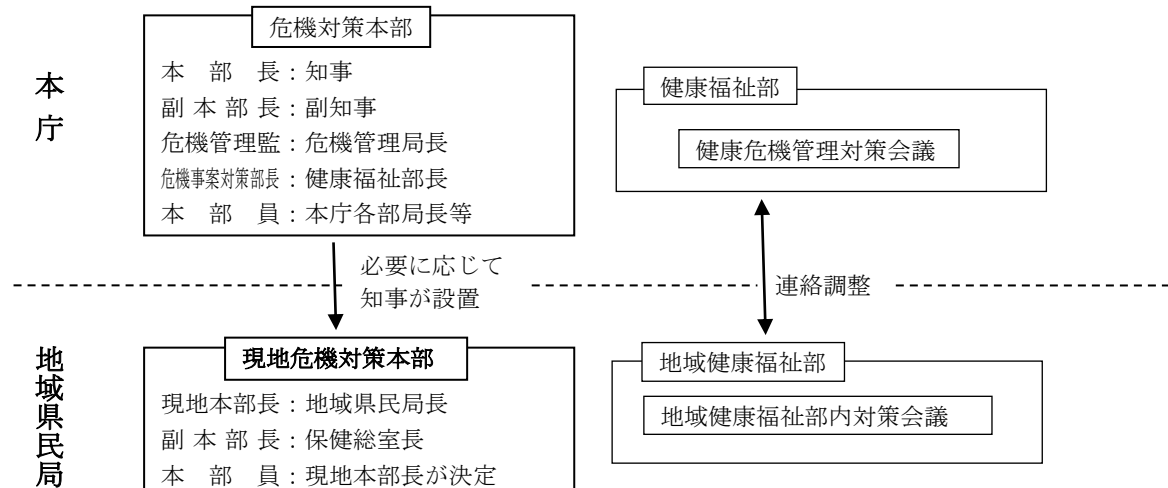 本庁
危機対策本部
本　部　長：知事
副 本 部 長：副知事
危機管理監：危機管理局長
危機事案対策部長：健康福祉部長
本　部　員：本庁各部局長等
健康福祉部
健康危機管理対策会議
必要に応じて
知事が設置
連絡調整
地域県民局
現地危機対策本部
現地本部長：地域県民局長
副 本 部 長：保健総室長
本　部　員：現地本部長が決定
地域健康福祉部
地域健康福祉部内対策会議